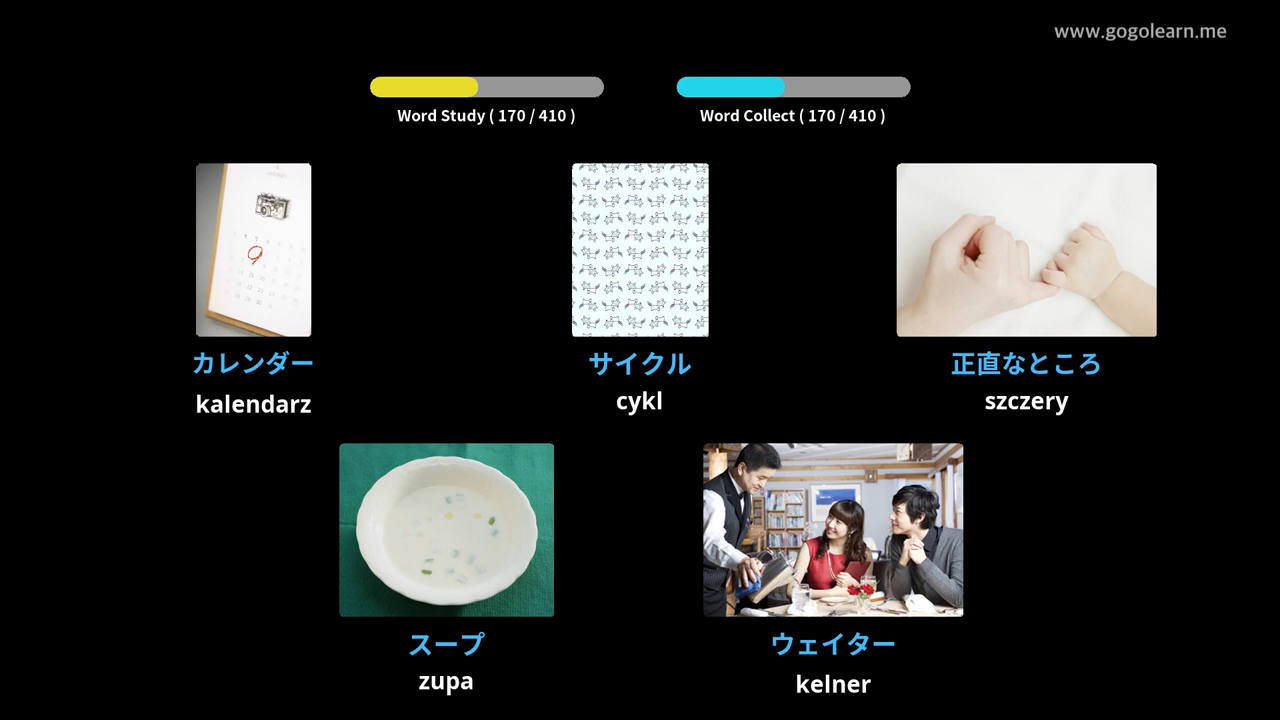 www.gogolearn.me
Word Study ( 170 / 410 )
Word Collect ( 170 / 410 )
カレンダー
kalendarz
サイクル
cykl
正直なところ
szczery
スープ
zupa
ウェイター
kelner